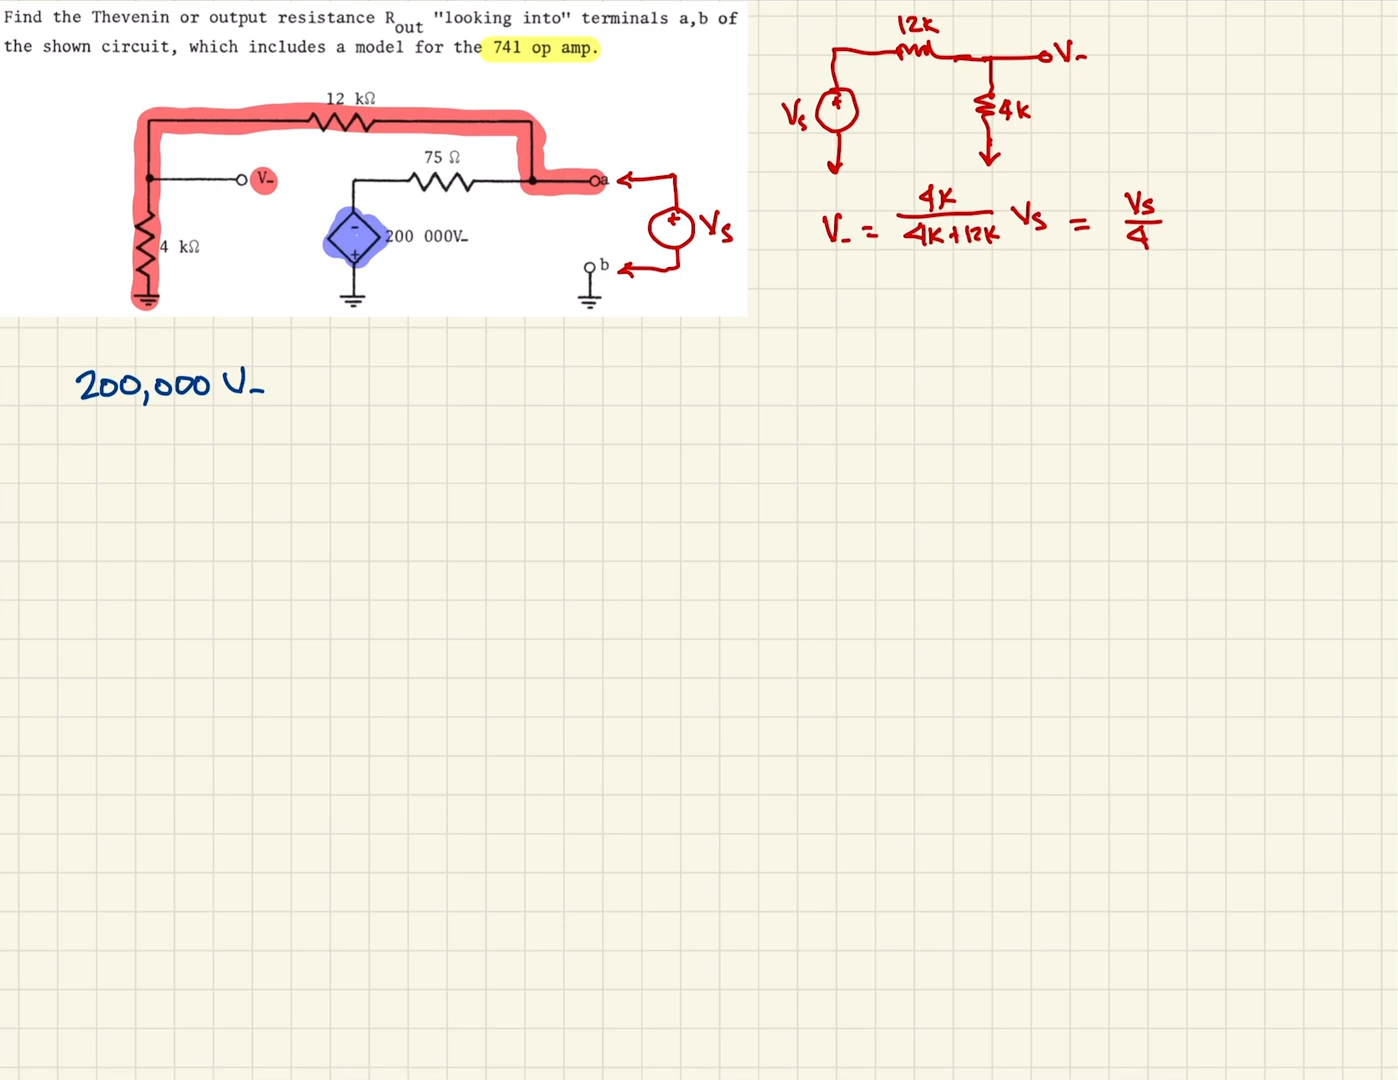 Find the Thevenin or output resistance Rout "looking into" terminals a,b of
the shown circuit, which includes a model for the 741 op amp.
12 kΩ
75 Ω
V-
a
4 kΩ
-
+
200 000V-
b
+
Vs
12K
V-
Vs
+
4K
V- = 4K / 4K+12K Vs = Vs / 4
200,000 V-